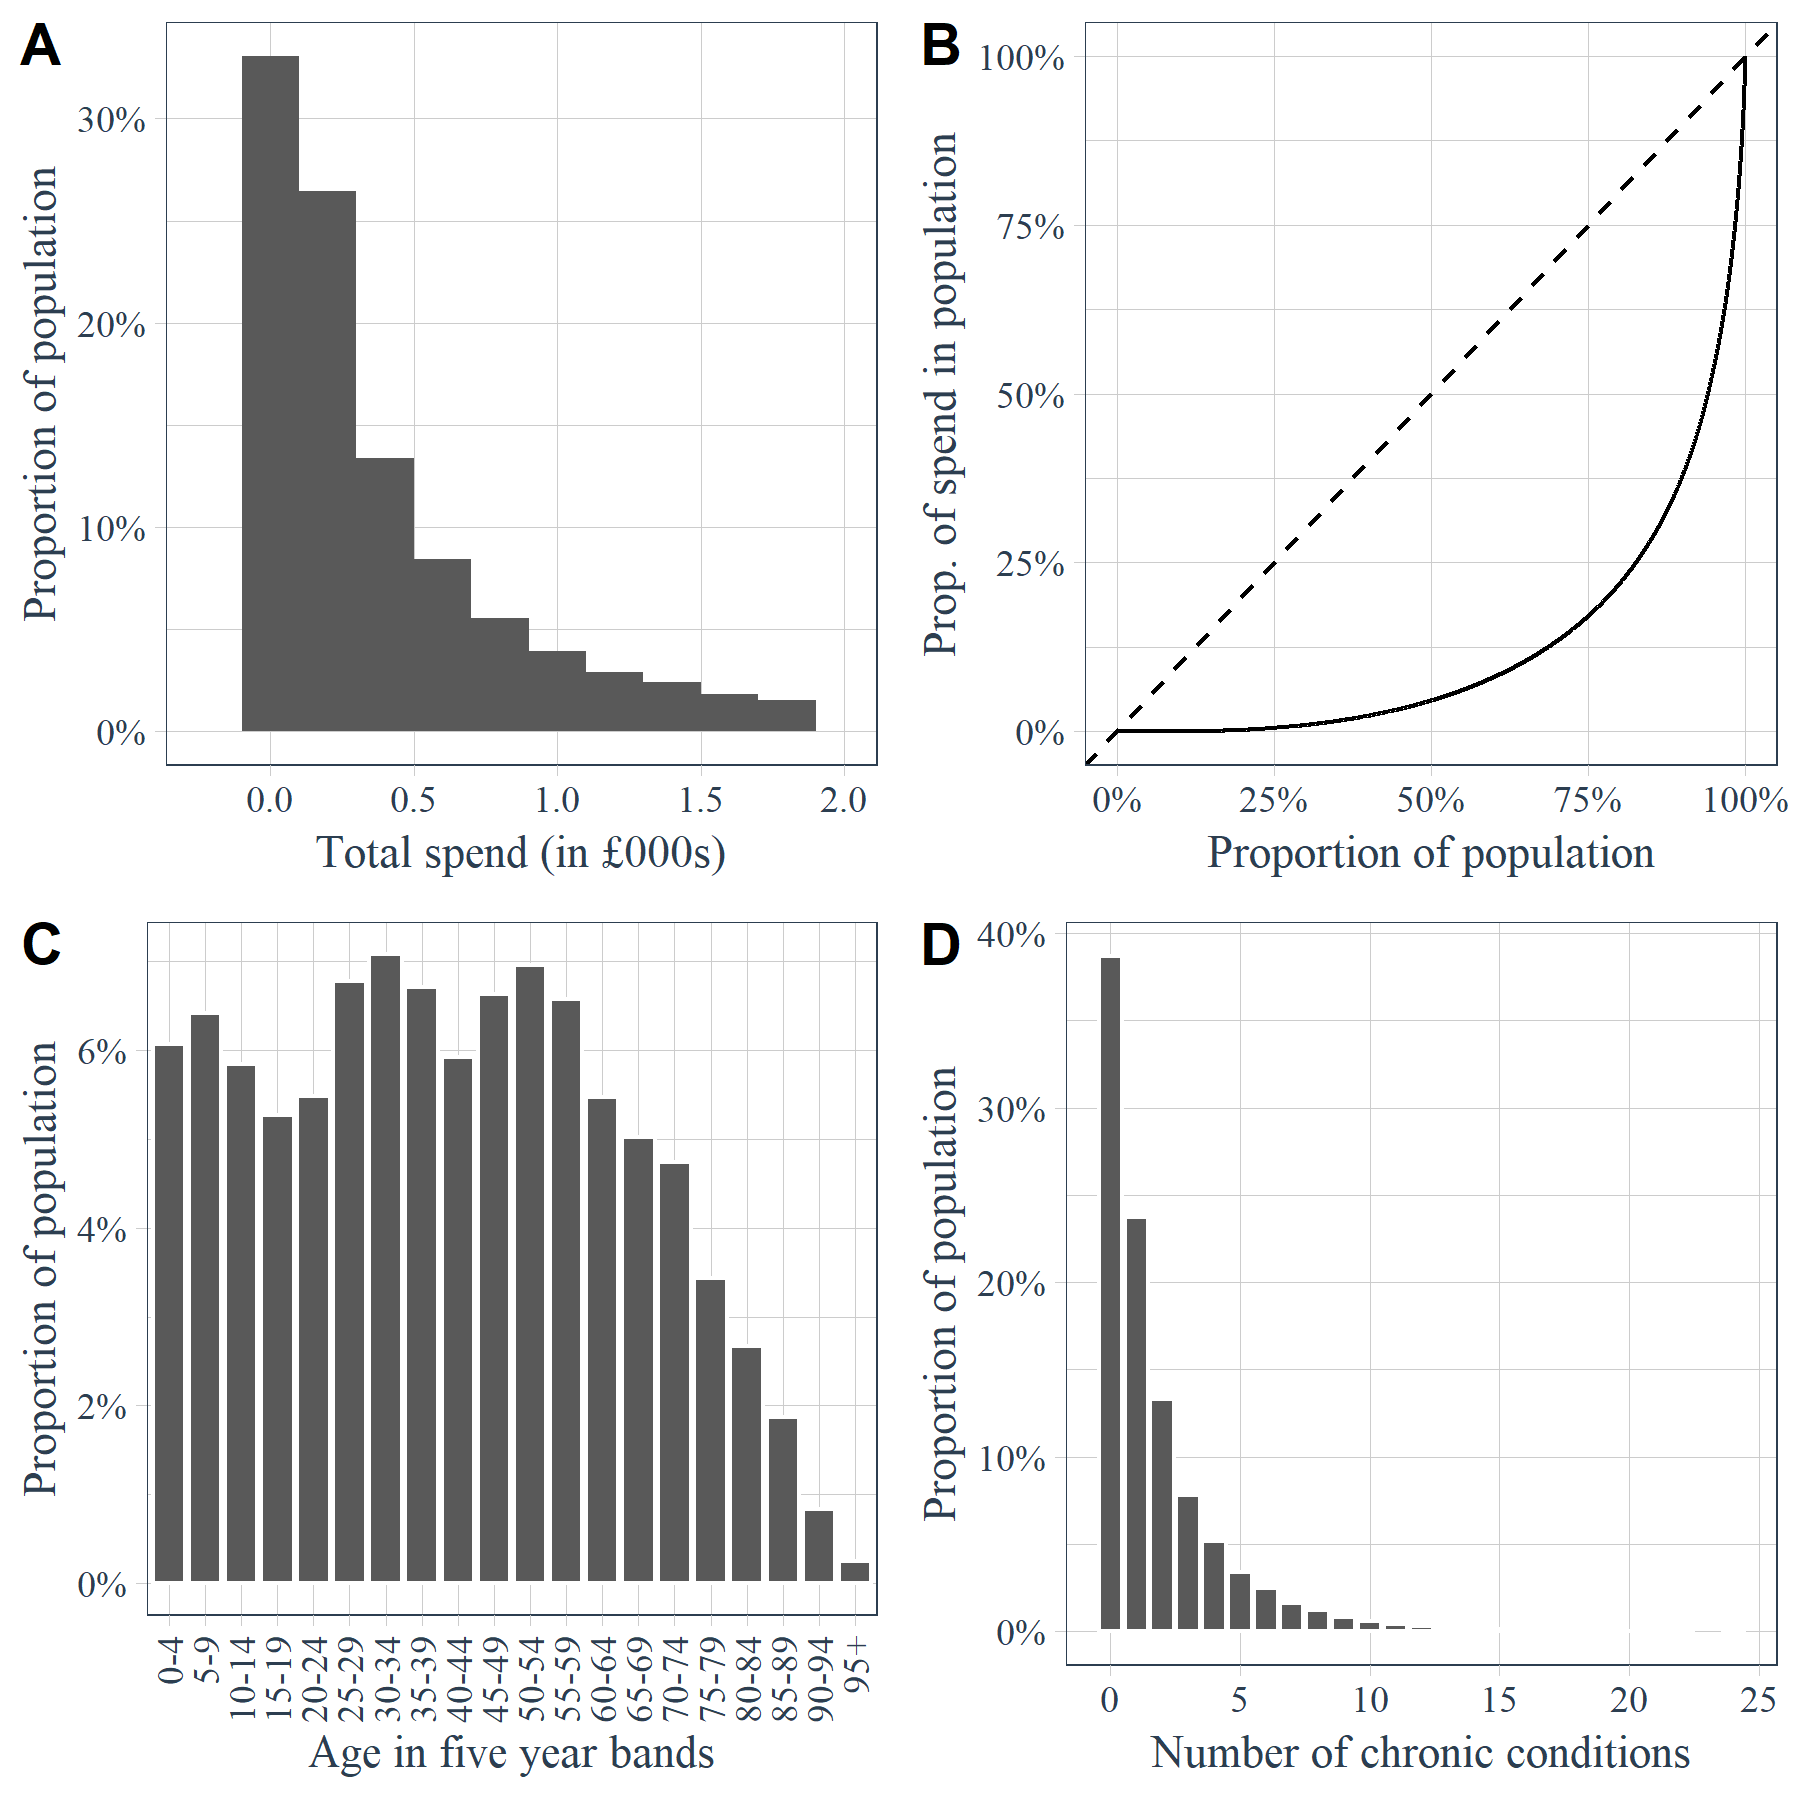 A
Proportion of population
30%
20%
10%
0%
0.0 0.5 1.0 1.5 2.0
Total spend (in £000s)
B
Prop. of spend in population
100%
75%
50%
25%
0%
0% 25% 50% 75% 100%
Proportion of population
C
Proportion of population
6%
4%
2%
0%
0-4 5-9 10-14 15-19 20-24 25-29 30-34 35-39 40-44 45-49 50-54 55-59 60-64 65-69 70-74 75-79 80-84 85-89 90-94 95+
Age in five year bands
D
Proportion of population
40%
30%
20%
10%
0%
0 5 10 15 20 25
Number of chronic conditions